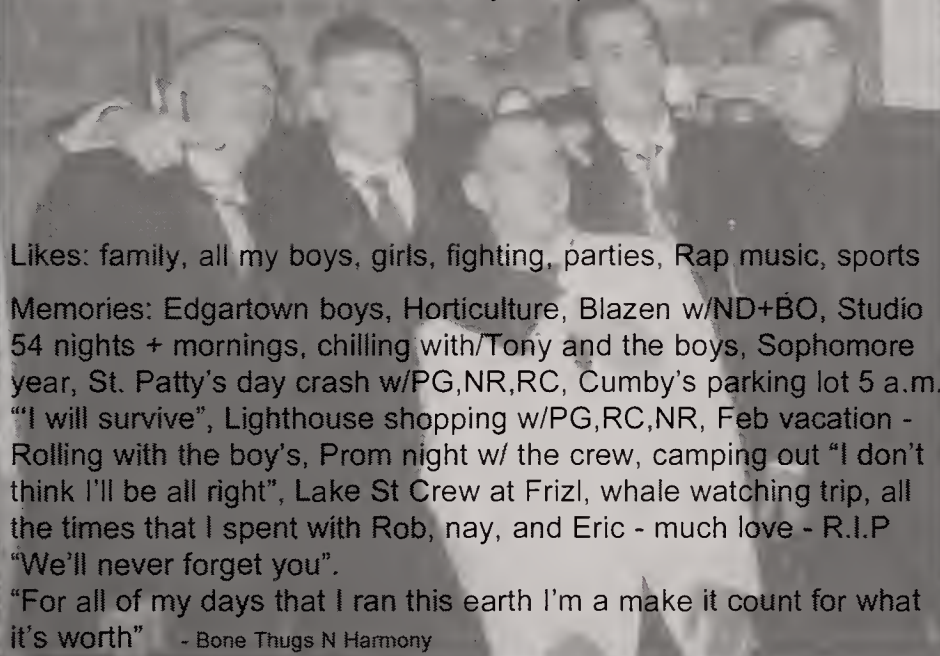 Likes: family, all my boys, girls, fighting, parties, Rap music, sports
Memories: Edgartown boys, Horticulture, Blazen w/ND+BO, Studio
54 nights + mornings, chilling with/Tony and the boys, Sophomore
year, St. Patty's day crash w/PG,NR,RC, Cumby's parking lot 5 a.m.
"'I will survive", Lighthouse shopping w/PG,RC,NR, Feb vacation -
Rolling with the boy's, Prom night w/ the crew, camping out "I don't
think I'll be all right", Lake St Crew at Frizl, whale watching trip, all
the times that I spent with Rob, nay, and Eric - much love - R.I.P
"We'll never forget you".
"For all of my days that I ran this earth I'm a make it count for what
it's worth" - Bone Thugs N Harmony